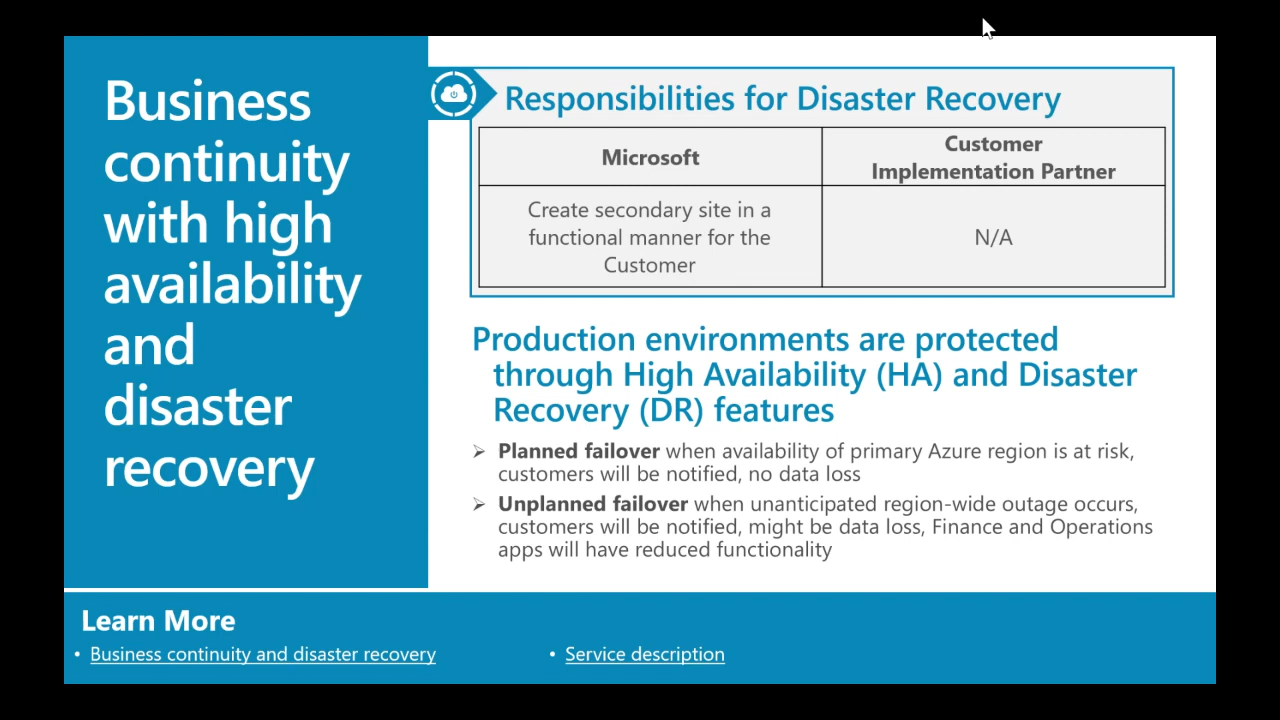 Business
continuity
with high
availability
and
disaster
recovery
Responsibilities for Disaster Recovery
Microsoft
Customer
Implementation Partner
Create secondary site in a
functional manner for the
Customer
N/A
Production environments are protected
through High Availability (HA) and Disaster
Recovery (DR) features
➢ Planned failover when availability of primary Azure region is at risk,
customers will be notified, no data loss
➢ Unplanned failover when unanticipated region-wide outage occurs,
customers will be notified, might be data loss, Finance and Operations
apps will have reduced functionality
Learn More
• Business continuity and disaster recovery
• Service description